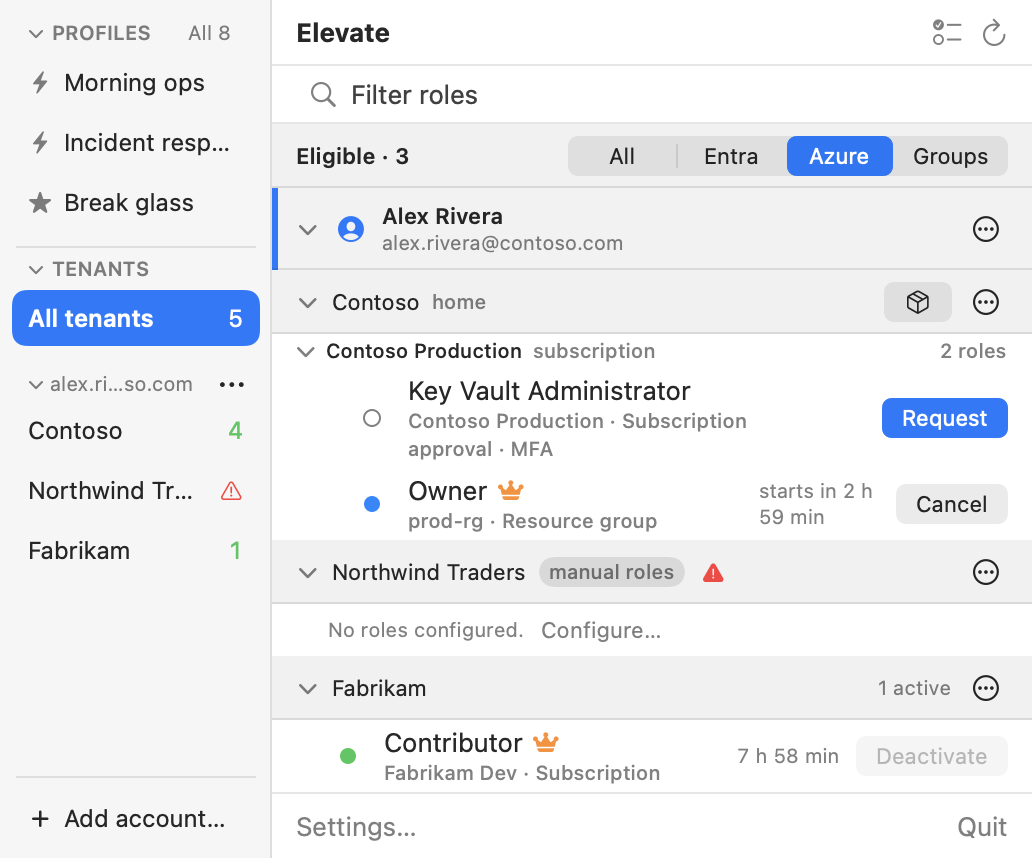 PROFILES All 8
Morning ops
Incident resp...
Break glass
TENANTS
All tenants 5
alex.ri...so.com
Contoso 4
Northwind Tr...
Fabrikam 1
+ Add account...
Elevate
Filter roles
Eligible · 3 All Entra Azure Groups
Alex Rivera
alex.rivera@contoso.com
Contoso home
Contoso Production subscription 2 roles
Key Vault Administrator
Contoso Production · Subscription
approval · MFA
Request
Owner
prod-rg · Resource group
starts in 2 h
59 min
Cancel
Northwind Traders manual roles
No roles configured. Configure...
Fabrikam 1 active
Contributor
Fabrikam Dev · Subscription
7 h 58 min Deactivate
Settings... Quit